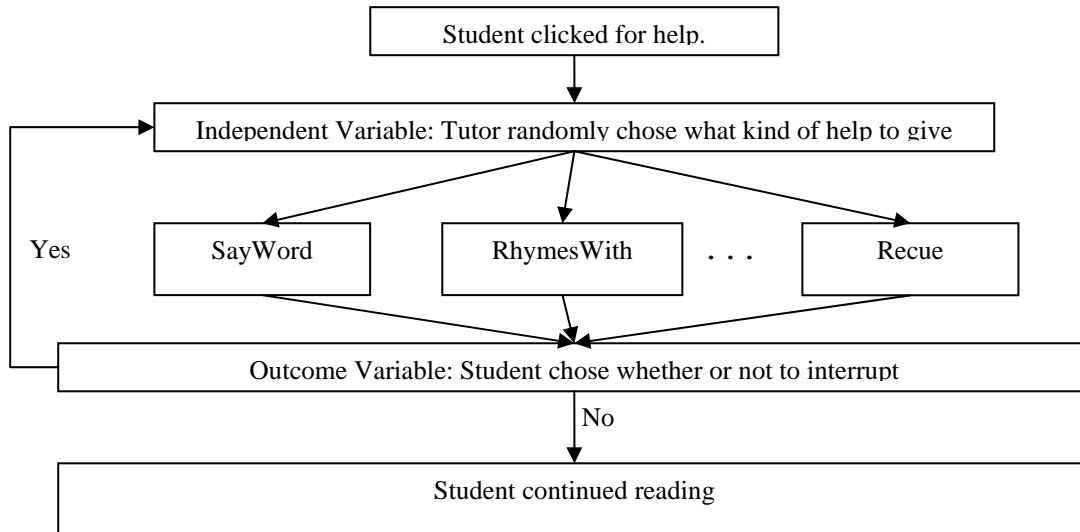 Student clicked for help.
Independent Variable: Tutor randomly chose what kind of help to give
Yes
SayWord
RhymesWith
. . .
Recue
Outcome Variable: Student chose whether or not to interrupt
No
Student continued reading